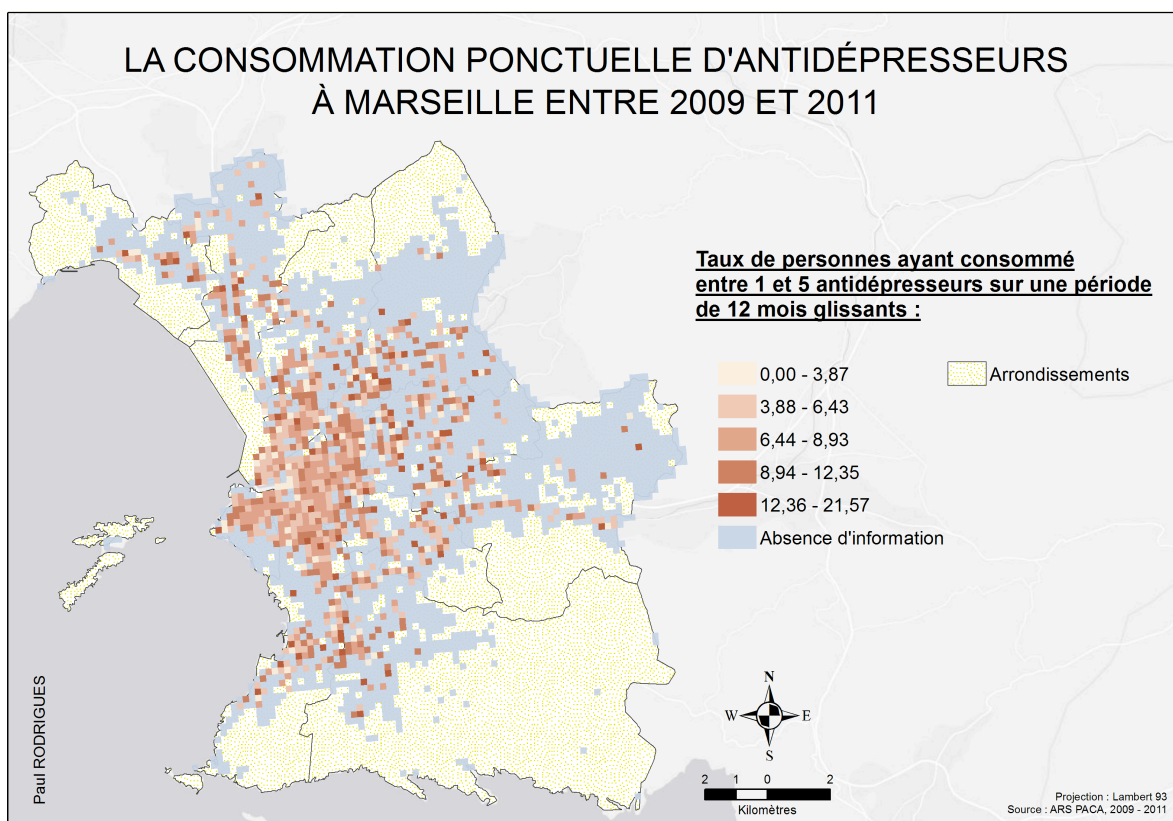 LA CONSOMMATION PONCTUELLE D'ANTIDÉPRESSEURS
À MARSEILLE ENTRE 2009 ET 2011
Taux de personnes ayant consommé
entre 1 et 5 antidépresseurs sur une période
de 12 mois glissants :
0,00 - 3,87
3,88 - 6,43
6,44 - 8,93
8,94 - 12,35
12,36 - 21,57
Absence d'information
Arrondissements
N
W E
S
2 1 0 2
Kilomètres
Paul RODRIGUES
Projection : Lambert 93
Source : ARS PACA, 2009 - 2011